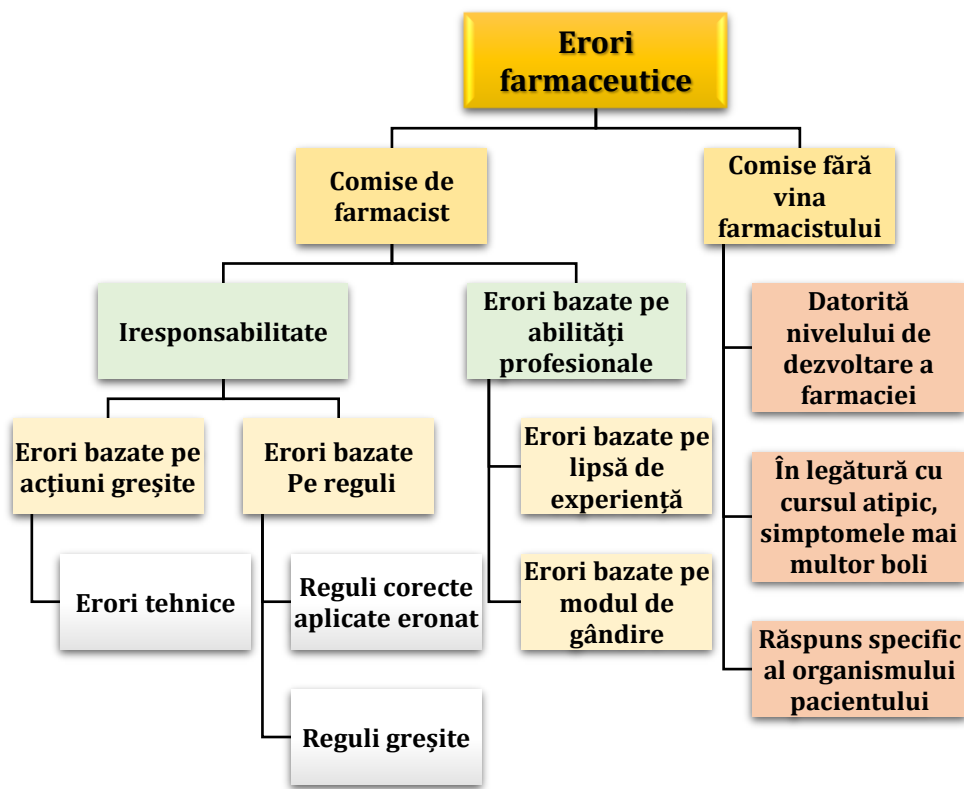 Erori
farmaceutice
Comise de
farmacist
Comise fără
vina
farmacistului
Iresponsabilitate
Erori bazate pe
abilități
profesionale
Datorită
nivelului de
dezvoltare a
farmaciei
Erori bazate pe
acțiuni greșite
Erori bazate
Pe reguli
Erori bazate pe
lipsă de
experiență
În legătură cu
cursul atipic,
simptomele mai
multor boli
Erori tehnice
Reguli corecte
aplicate eronat
Erori bazate pe
modul de
gândire
Răspuns specific
al organismului
pacientului
Reguli greșite